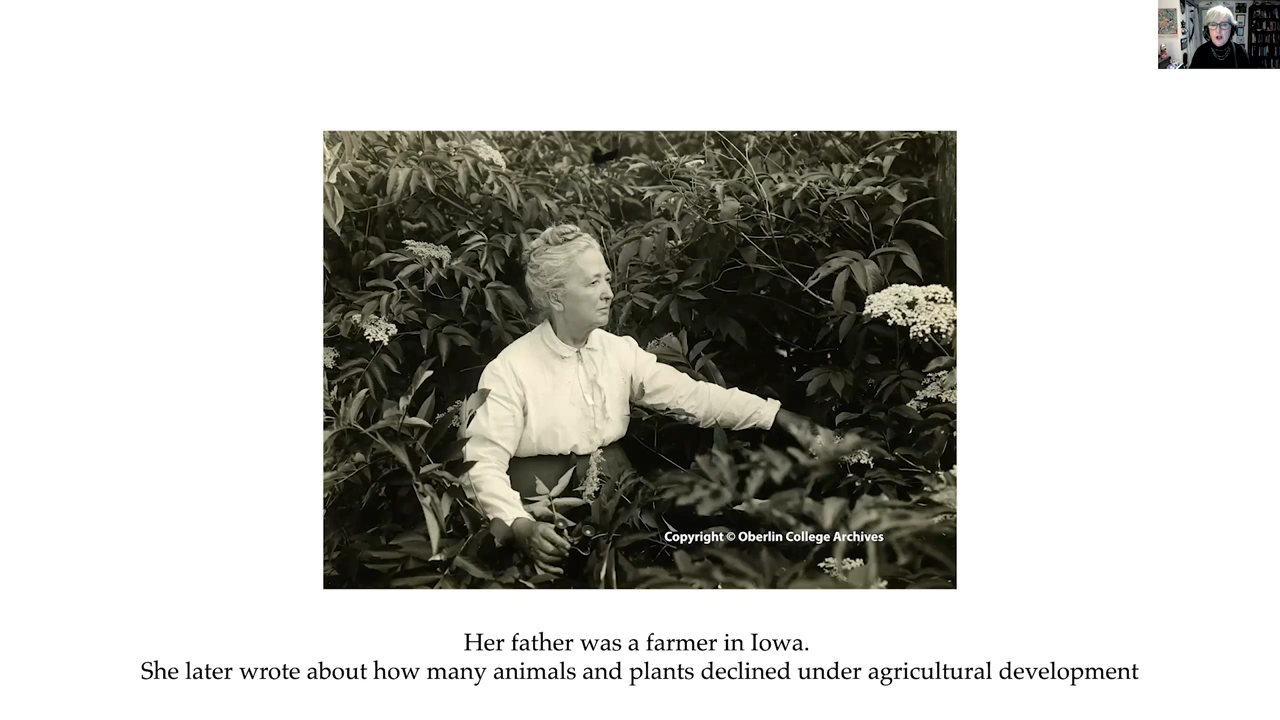 Copyright © Oberlin College Archives
Her father was a farmer in Iowa.
She later wrote about how many animals and plants declined under agricultural development